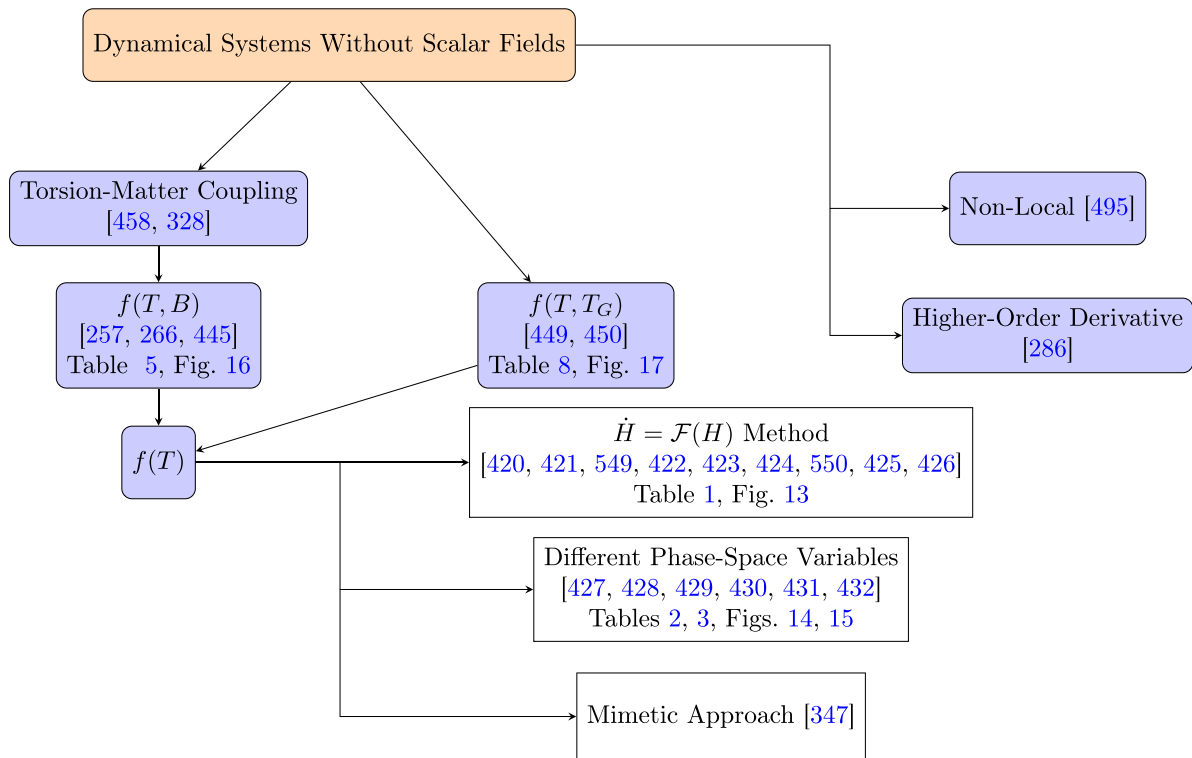 Dynamical Systems Without Scalar Fields
Torsion-Matter Coupling
[458, 328]
Non-Local [495]
f(T, B)
[257, 266, 445]
Table 5, Fig. 16
f(T, T_G)
[449, 450]
Table 8, Fig. 17
Higher-Order Derivative
[286]
f(T)
Ḣ = ℱ(H) Method
[420, 421, 549, 422, 423, 424, 550, 425, 426]
Table 1, Fig. 13
Different Phase-Space Variables
[427, 428, 429, 430, 431, 432]
Tables 2, 3, Figs. 14, 15
Mimetic Approach [347]